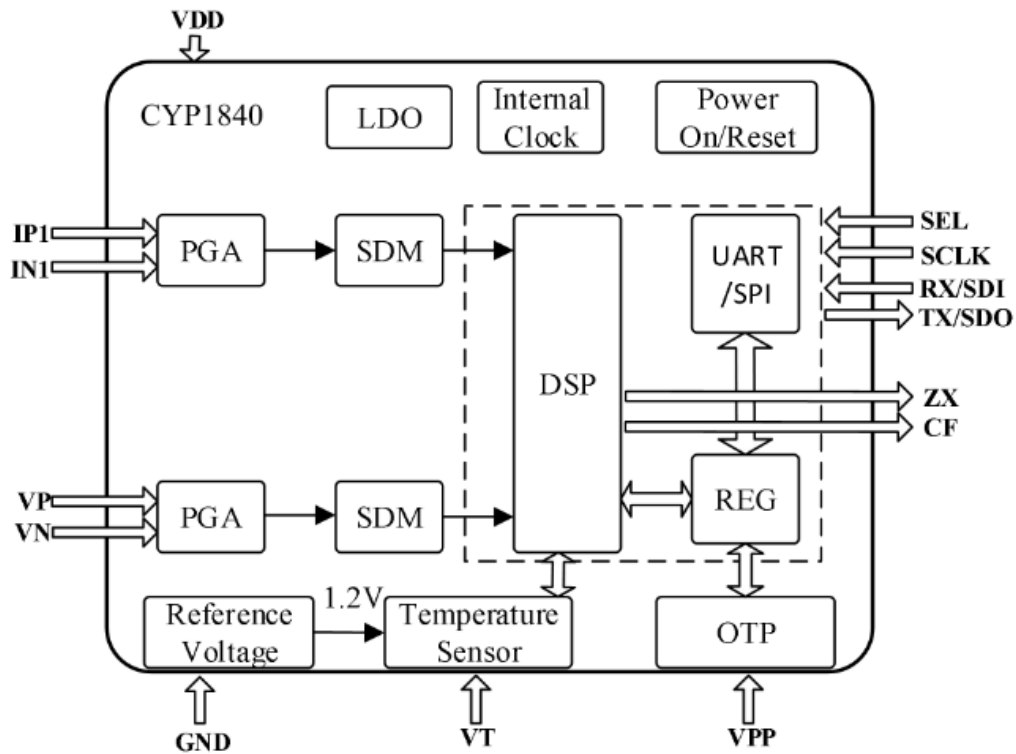 VDD
CYP1840
LDO
Internal
Clock
Power
On/Reset
IP1
IN1
PGA
SDM
DSP
UART
/SPI
SEL
SCLK
RX/SDI
TX/SDO
ZX
CF
VP
VN
PGA
SDM
REG
Reference
Voltage
1.2V
Temperature
Sensor
OTP
GND
VT
VPP